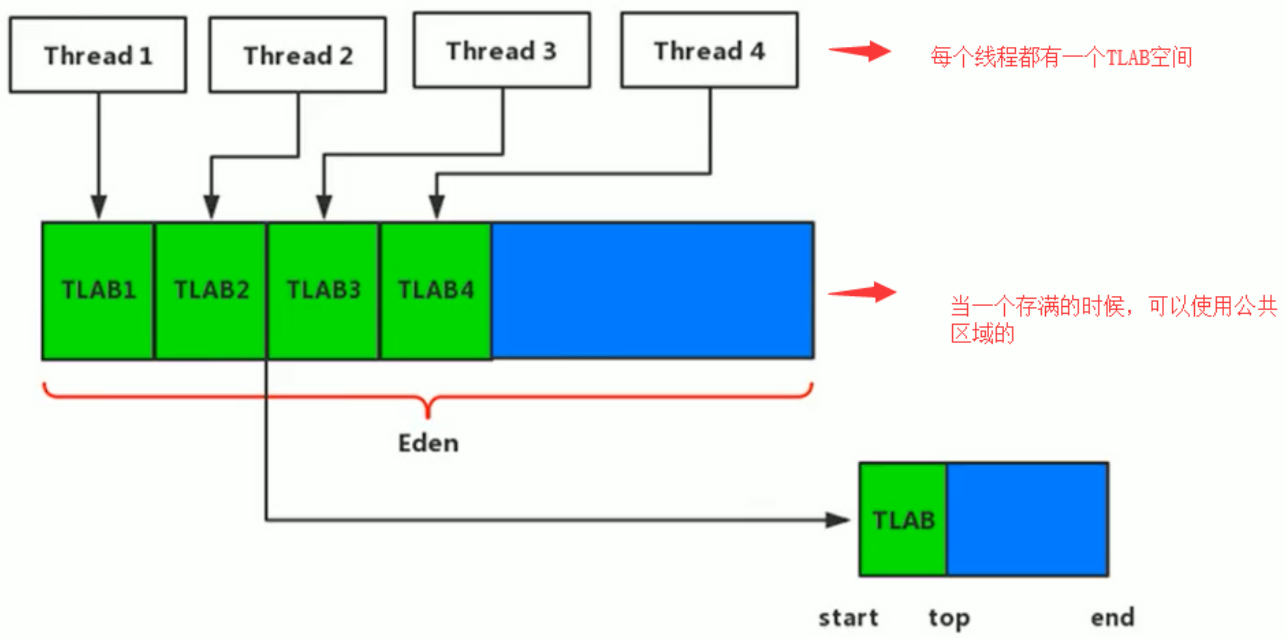 Thread 1
Thread 2
Thread 3
Thread 4
每个线程都有一个TLAB空间
TLAB1
TLAB2
TLAB3
TLAB4
当一个存满的时候，可以使用公共
区域的
Eden
TLAB
start
top
end